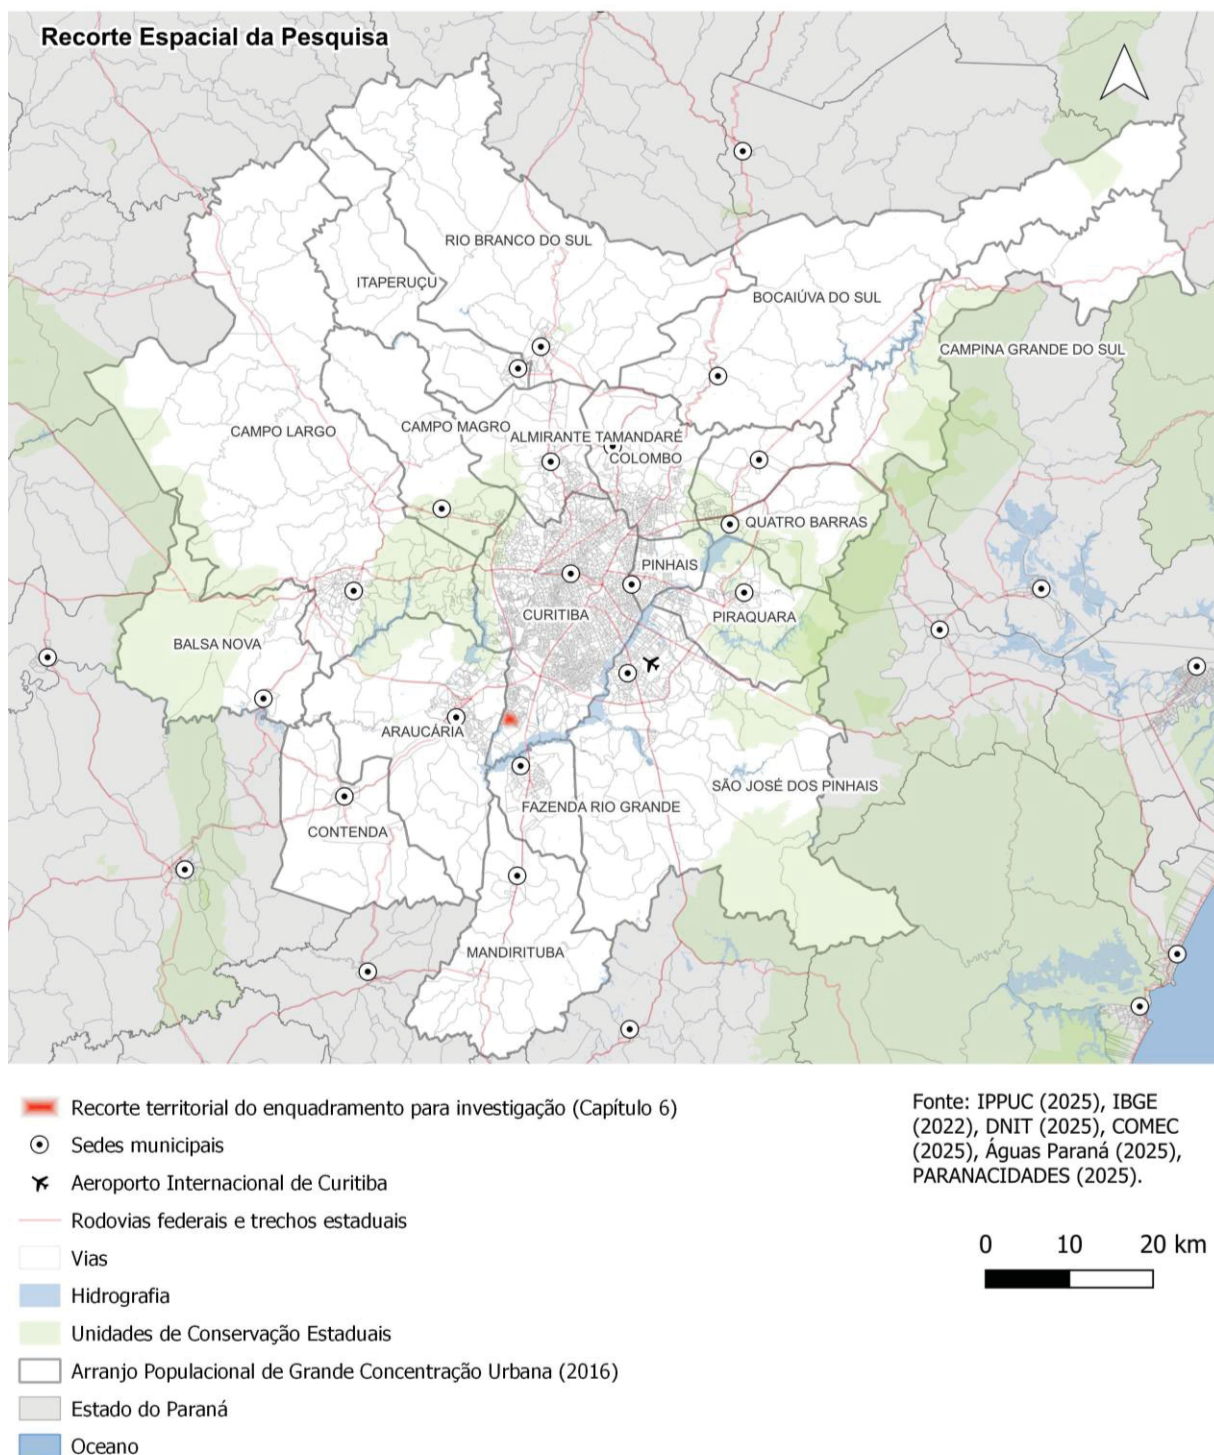 Recorte Espacial da Pesquisa
RIO BRANCO DO SUL
ITAPERUÇU
BOCAIÚVA DO SUL
CAMPINA GRANDE DO SUL
CAMPO LARGO
CAMPO MAGRO
ALMIRANTE TAMANDARÉ
COLOMBO
QUATRO BARRAS
PINHAIS
CURITIBA
PIRAQUARA
BALSA NOVA
ARAUCÁRIA
SÃO JOSÉ DOS PINHAIS
FAZENDA RIO GRANDE
CONTENDA
MANDIRITUBA
Recorte territorial do enquadramento para investigação (Capítulo 6)
Sedes municipais
Aeroporto Internacional de Curitiba
Rodovias federais e trechos estaduais
Vias
Hidrografia
Unidades de Conservação Estaduais
Arranjo Populacional de Grande Concentração Urbana (2016)
Estado do Paraná
Oceano
Fonte: IPPUC (2025), IBGE
(2022), DNIT (2025), COMEC
(2025), Águas Paraná (2025),
PARANACIDADES (2025).
0 10 20 km